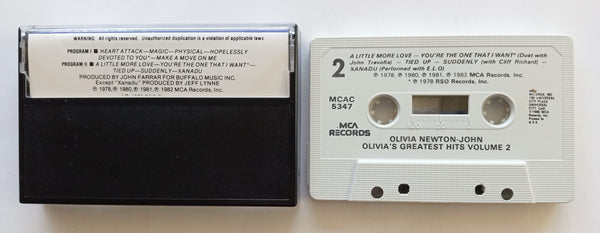 WARNING: All rights reserved. Unauthorized duplication is a violation of applicable laws
PROGRAM I ■ HEART ATTACK—MAGIC—PHYSICAL—HOPELESSLY
DEVOTED TO YOU*—MAKE A MOVE ON ME
PROGRAM II ■ A LITTLE MORE LOVE—YOU'RE THE ONE THAT I WANT*—
TIED UP—SUDDENLY—XANADU
PRODUCED BY JOHN FARRAR FOR BUFFALO MUSIC INC.
Except "Xanadu" PRODUCED BY JEFF LYNNE
℗ 1978, ℗ 1980, ℗ 1981, ℗ 1982 MCA Records, Inc.
2
A LITTLE MORE LOVE — YOU'RE THE ONE THAT I WANT* (Duet with
John Travolta) — TIED UP — SUDDENLY (with Cliff Richard) —
XANADU (Performed with E.L.O)
℗ 1978, ℗ 1980, ℗ 1981, ℗ 1982 MCA Records, Inc.
* ℗ 1978 RSO Records, Inc.
MCAC
5347
MCA RECORDS
OLIVIA NEWTON-JOHN
OLIVIA'S GREATEST HITS VOLUME 2